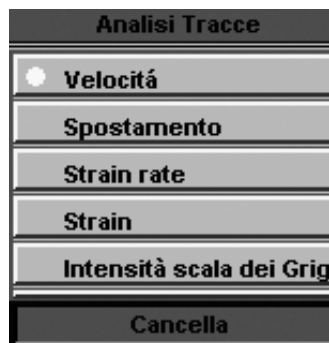 Analisi Tracce
Velocitá
Spostamento
Strain rate
Strain
Intensità scala dei Grig
Cancella